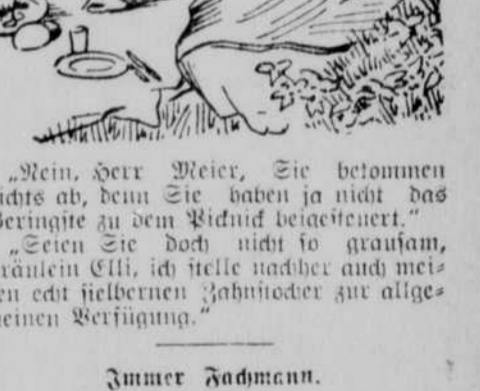 „Nein, Herr Meier, Sie bekommen
ichts ab, denn Sie haben ja nicht das
Geringste zu dem Picknick beigesteuert.“
„Seien Sie doch nicht so grausam,
räulein Elli, ich stelle nachher auch mei=
en echt sielbernen Zahnstocher zur allge=
einen Verfügung.“
Immer Fachmann.